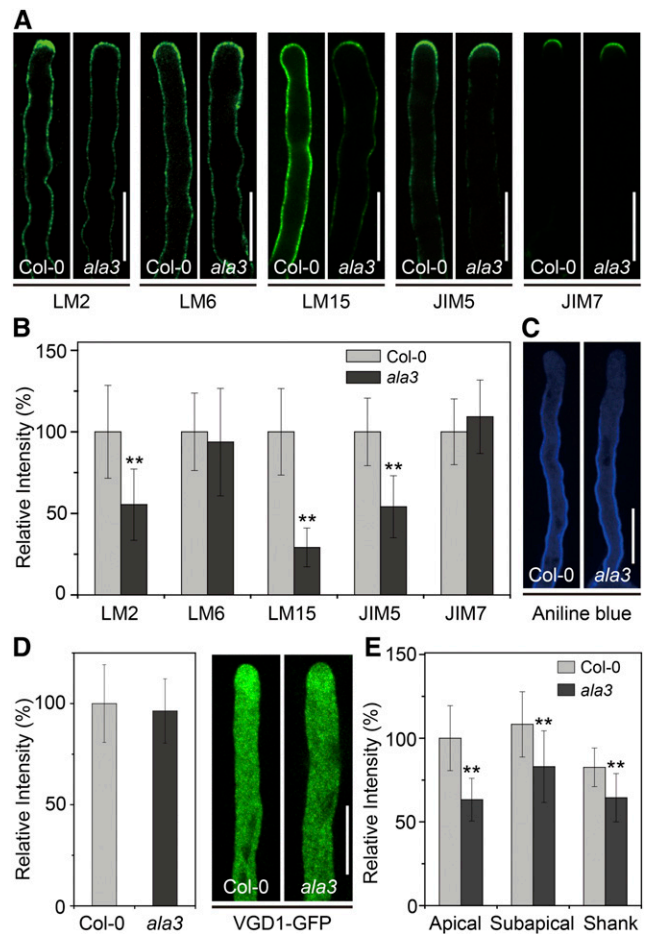 A
Col-0 ala3 Col-0 ala3 Col-0 ala3 Col-0 ala3 Col-0 ala3
LM2 LM6 LM15 JIM5 JIM7
B
Relative Intensity (%)
150
100
50
0
Col-0
ala3
**
**
**
LM2 LM6 LM15 JIM5 JIM7
C
Col-0 ala3
Aniline blue
D
Relative Intensity (%)
100
50
0
Col-0 ala3
Col-0 ala3
VGD1-GFP
E
Relative Intensity (%)
150
100
50
0
Col-0
ala3
**
**
**
Apical Subapical Shank